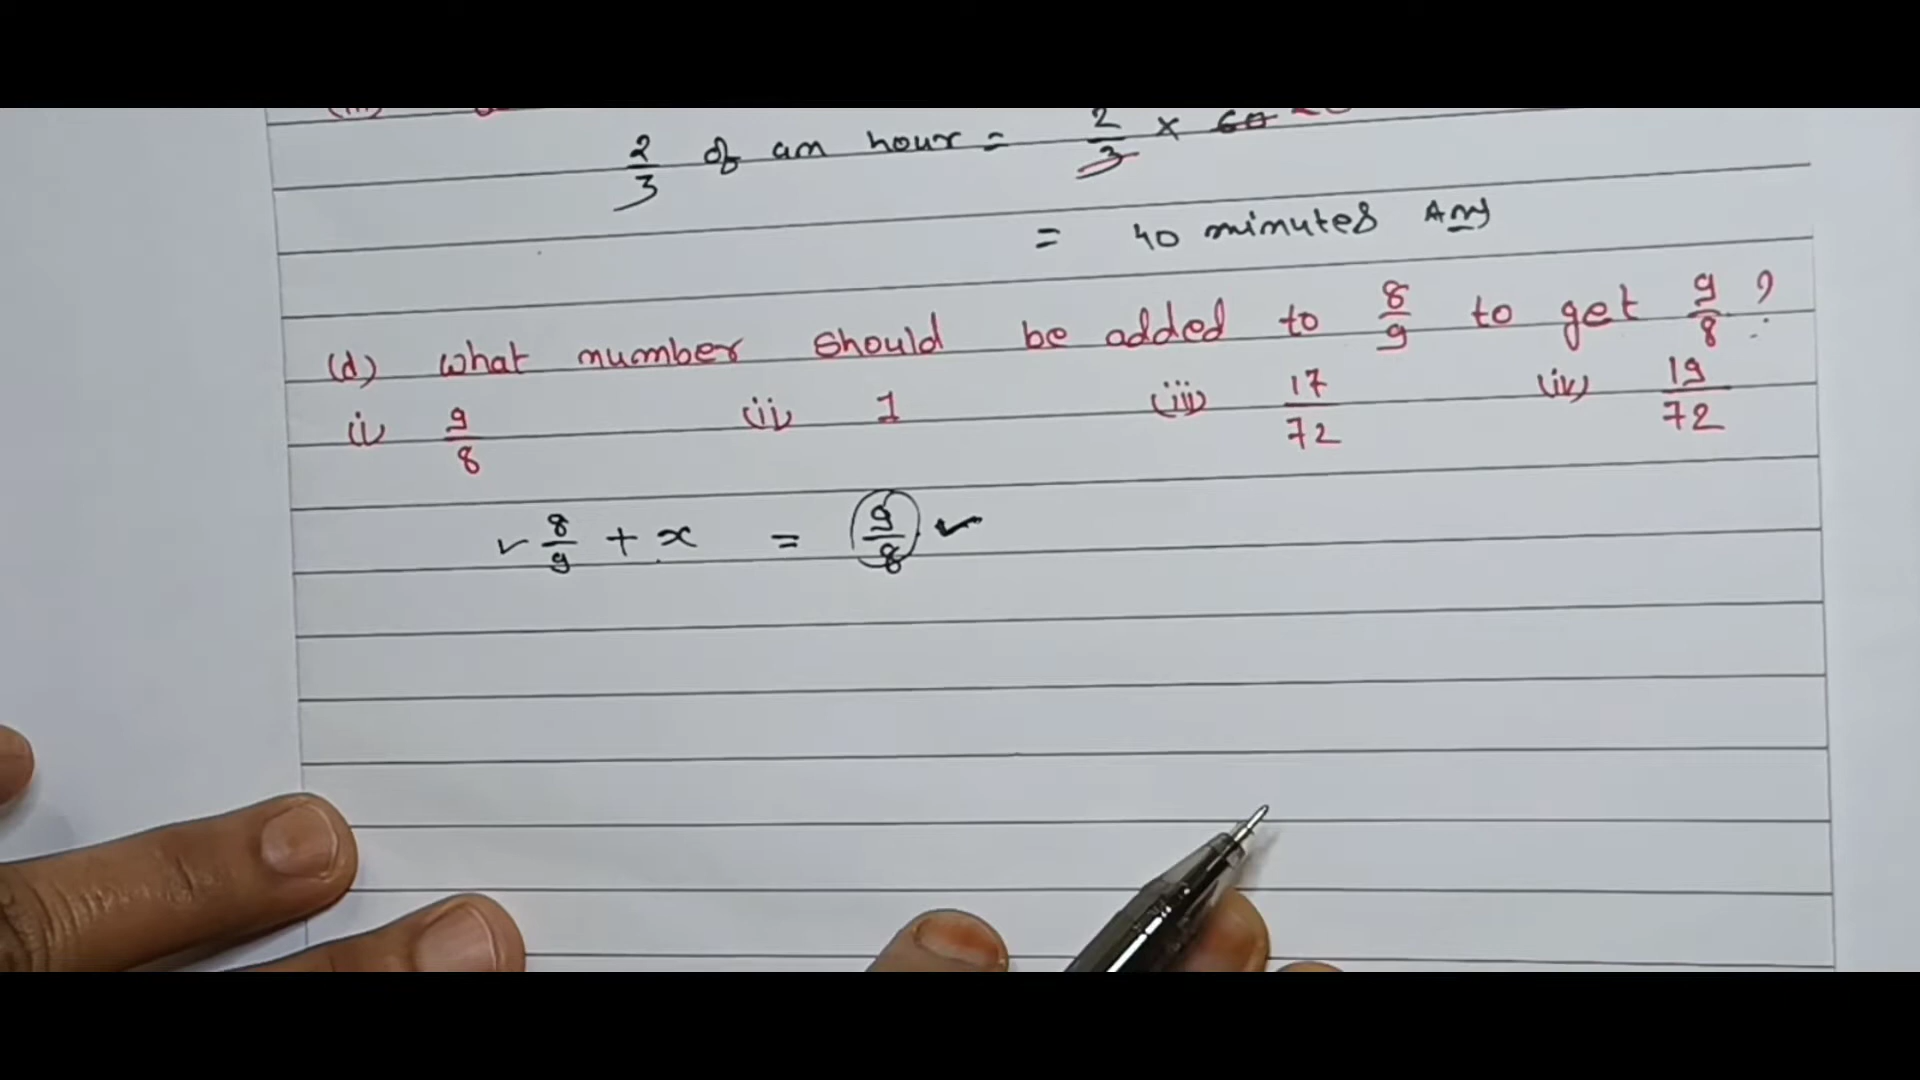 2/3 of an hour = 2/3 × 60
= 40 minutes Ans
(d) What number should be added to 8/9 to get 9/8 ?
(i) 9/8 (ii) 1 (iii) 17/72 (iv) 19/72
✓ 8/9 + x = 9/8 ✓